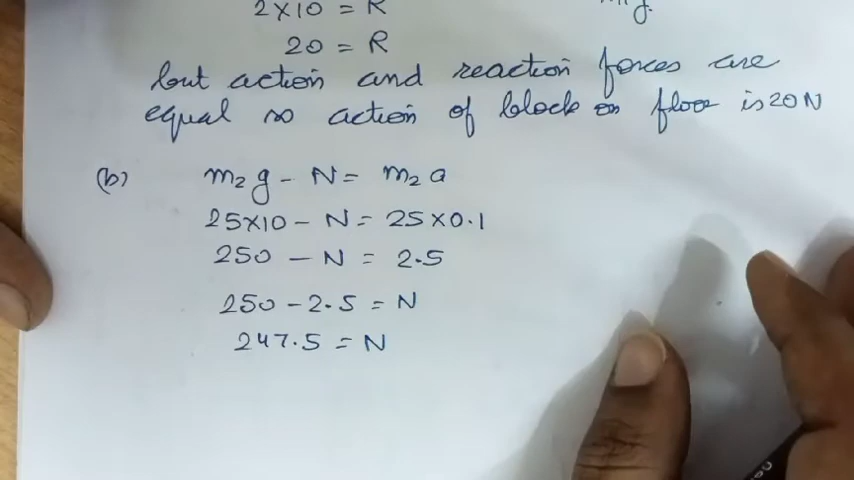 2×10 = R
m1g.
20 = R
but action and reaction forces are
equal so action of block on floor is 20N
(b) m2g - N = m2a
25×10 - N = 25×0.1
250 - N = 2.5
250 - 2.5 = N
247.5 = N